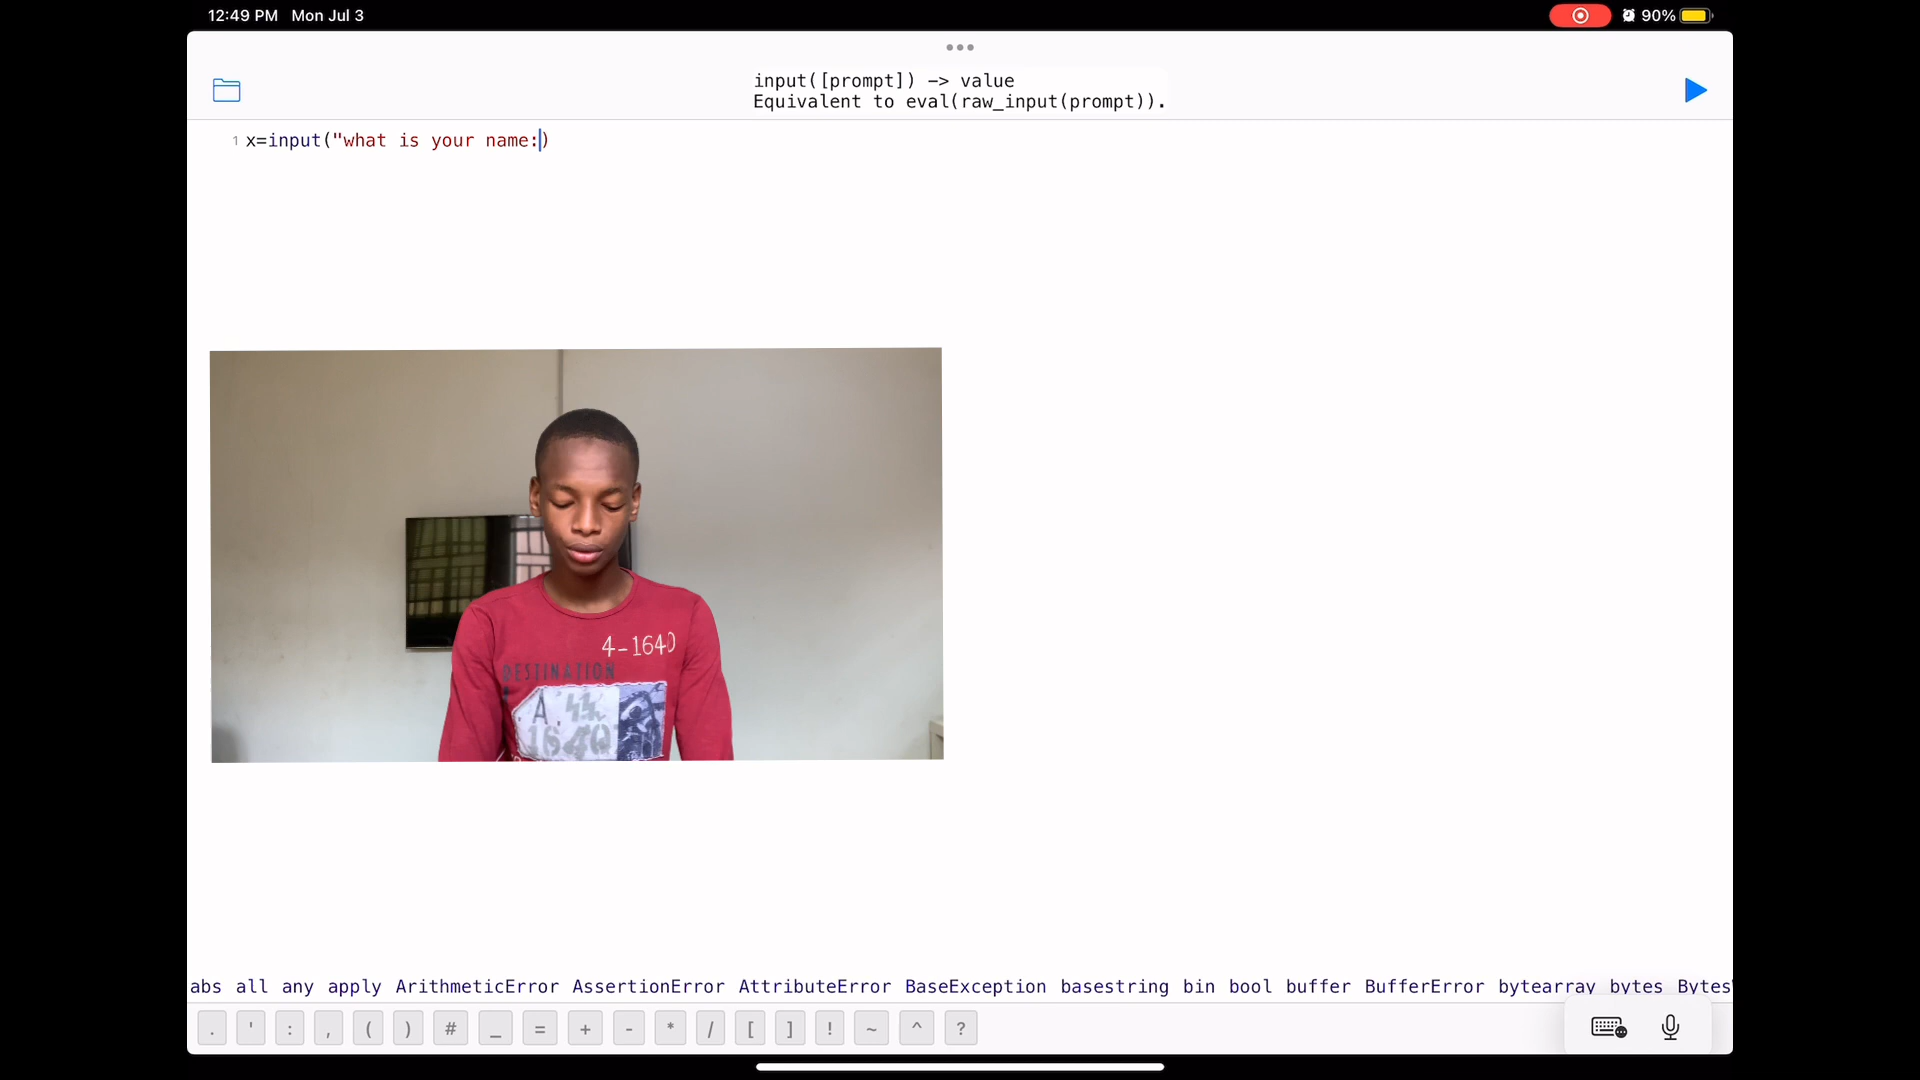 12:49 PM Mon Jul 3
90%
input([prompt]) -> value
Equivalent to eval(raw_input(prompt)).
1 x=input("what is your name:)
4-1640
DESTINATION
.A.
1640
abs all any apply ArithmeticError AssertionError AttributeError BaseException basestring bin bool buffer BufferError bytearray bytes Bytes
. ' : , ( ) # _ = + - * / [ ] ! ~ ^ ?